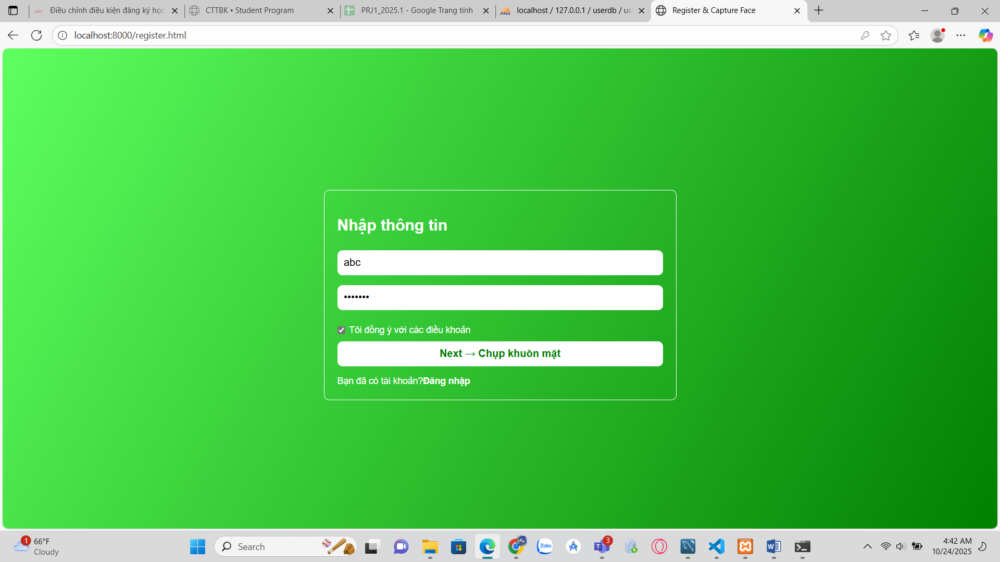 Điều chỉnh điều kiện đăng ký học
CTTBK • Student Program
PRJ1_2025.1 - Google Trang tính
PMA
localhost / 127.0.0.1 / userdb / us
Register & Capture Face
localhost:8000/register.html
Nhập thông tin
abc
•••••••
Tôi đồng ý với các điều khoản
Next → Chụp khuôn mặt
Bạn đã có tài khoản?Đăng nhập
1
66°F
Cloudy
Search
Zalo
3
4:42 AM
10/24/2025